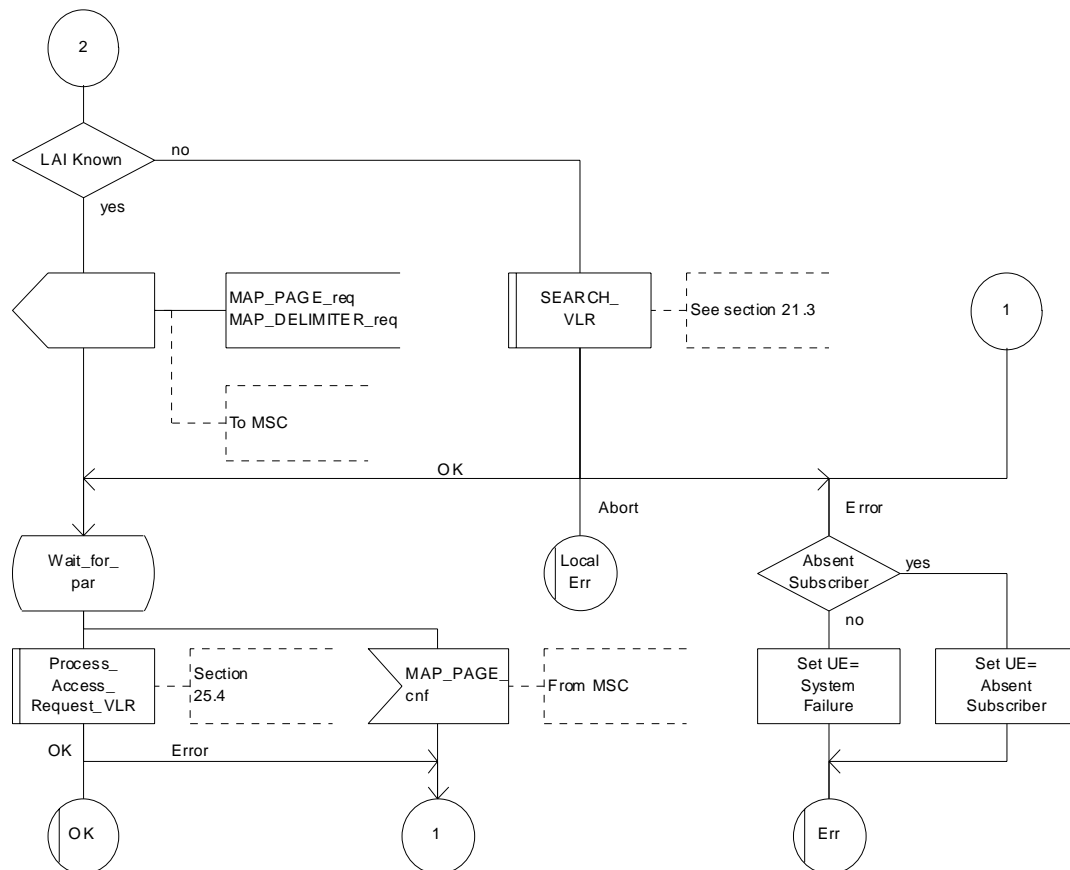 2
LAI Known
no
yes
MAP_PAGE_req
MAP_DELIMITER_req
SEARCH_
VLR
See section 21.3
1
To MSC
OK
Abort
Error
Wait_for_
par
Local
Err
Absent
Subscriber
yes
no
Process_
Access_
Request_VLR
Section
25.4
MAP_PAGE_
cnf
From MSC
Set UE=
System
Failure
Set UE=
Absent
Subscriber
OK
Error
OK
1
Err